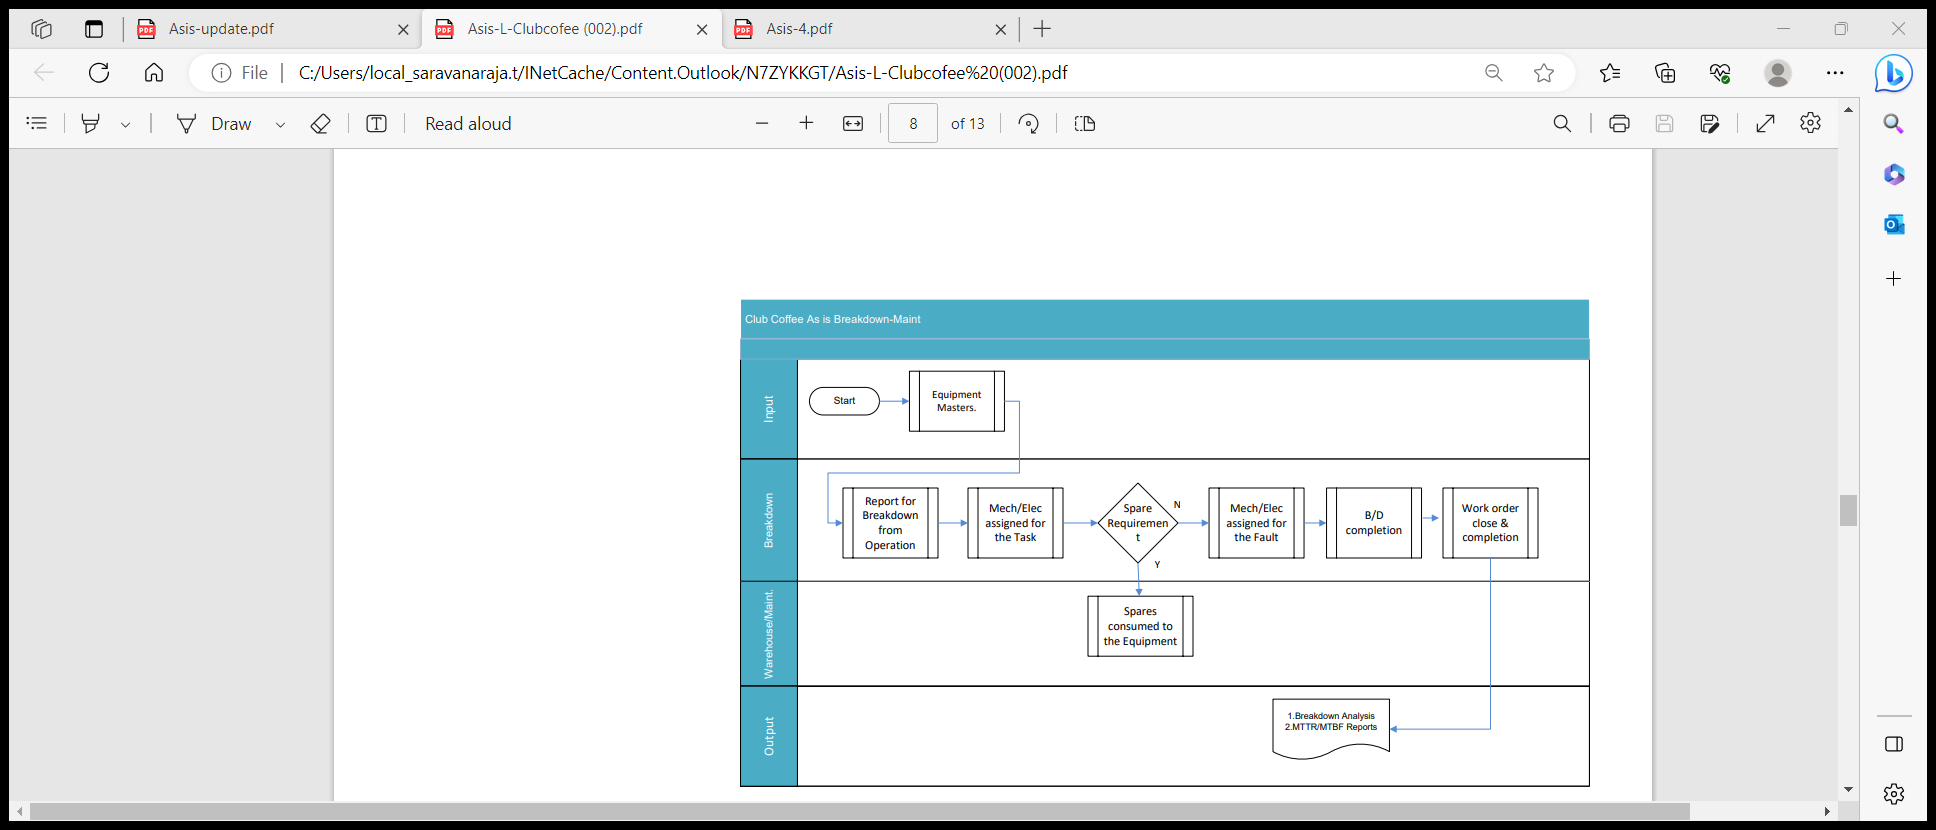 Asis-update.pdf
Asis-L-Clubcofee (002).pdf
Asis-4.pdf
File
C:/Users/local_saravanaraja.t/INetCache/Content.Outlook/N7ZYKKGT/Asis-L-Clubcofee%20(002).pdf
Draw
Read aloud
8
of 13
Club Coffee As is Breakdown-Maint
Input
Start
Equipment
Masters.
Breakdown
Report for
Breakdown
from
Operation
Mech/Elec
assigned for
the Task
Spare
Requiremen
t
N
Y
Mech/Elec
assigned for
the Fault
B/D
completion
Work order
close &
completion
Warehouse/Maint.
Spares
consumed to
the Equipment
Output
1.Breakdown Analysis
2.MTTR/MTBF Reports